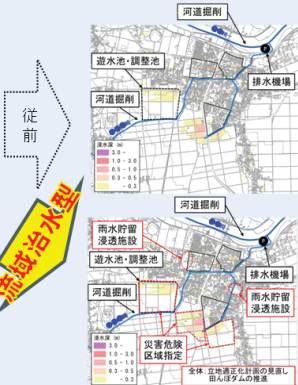 河道掘削
遊水池・調整池
P
河道掘削
排水機場
従前
浸水深 (m)
3.0 -
1.0 - 3.0
0.5 - 1.0
0.3 - 0.5
- 0.3
流域治水型
河道掘削
雨水貯留
浸透施設
遊水池・調整池
P
河道掘削
排水機場
雨水貯留
浸透施設
災害危険
区域指定
浸水深 (m)
3.0 -
1.0 - 3.0
0.5 - 1.0
0.3 - 0.5
- 0.3
全体：立地適正化計画の見直し
田んぼダムの推進